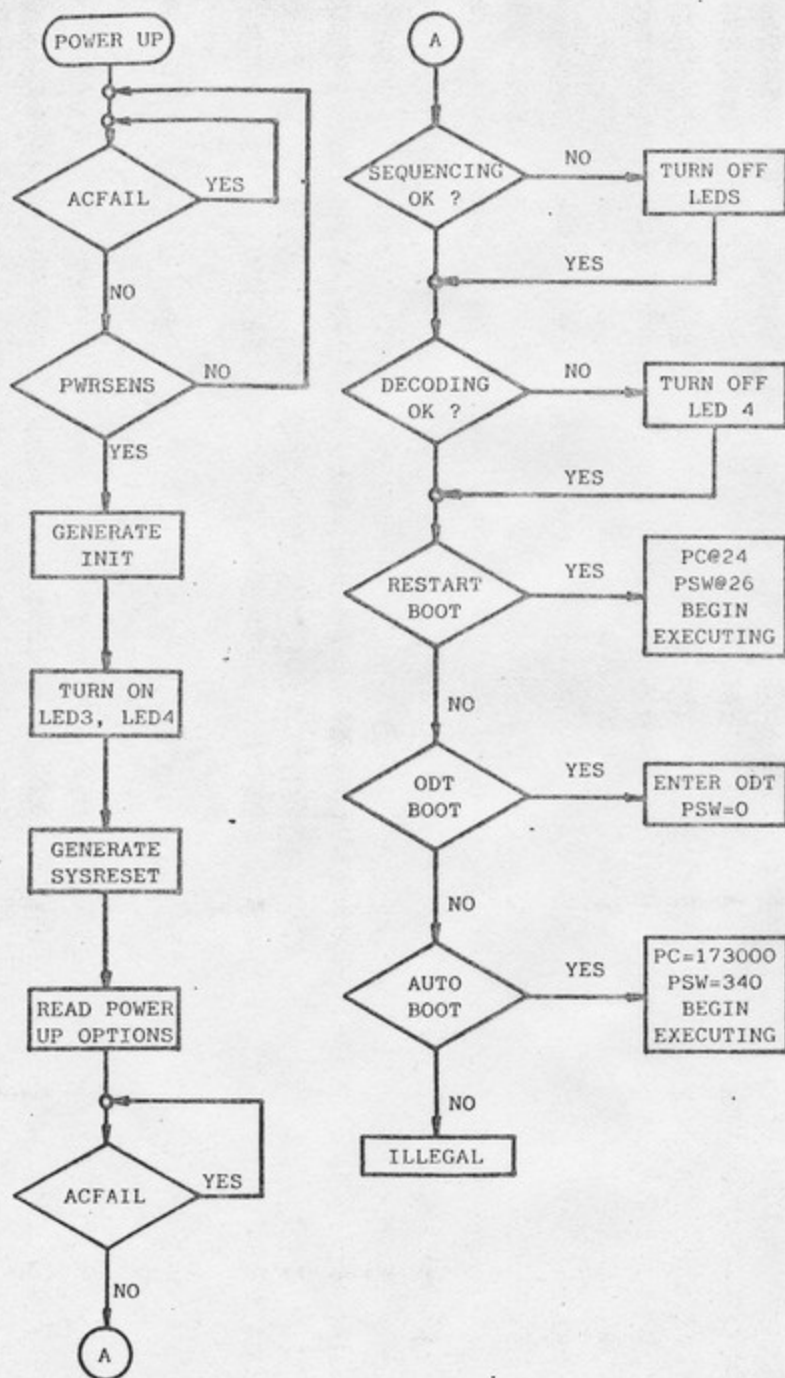 POWER UP
ACFAIL
YES
NO
PWRSENS
NO
YES
GENERATE
INIT
TURN ON
LED3, LED4
GENERATE
SYSRESET
READ POWER
UP OPTIONS
ACFAIL
YES
NO
A
A
SEQUENCING
OK ?
NO
TURN OFF
LEDS
YES
DECODING
OK ?
NO
TURN OFF
LED 4
YES
RESTART
BOOT
YES
PC@24
PSW@26
BEGIN
EXECUTING
NO
ODT
BOOT
YES
ENTER ODT
PSW=0
NO
AUTO
BOOT
YES
PC=173000
PSW=340
BEGIN
EXECUTING
NO
ILLEGAL